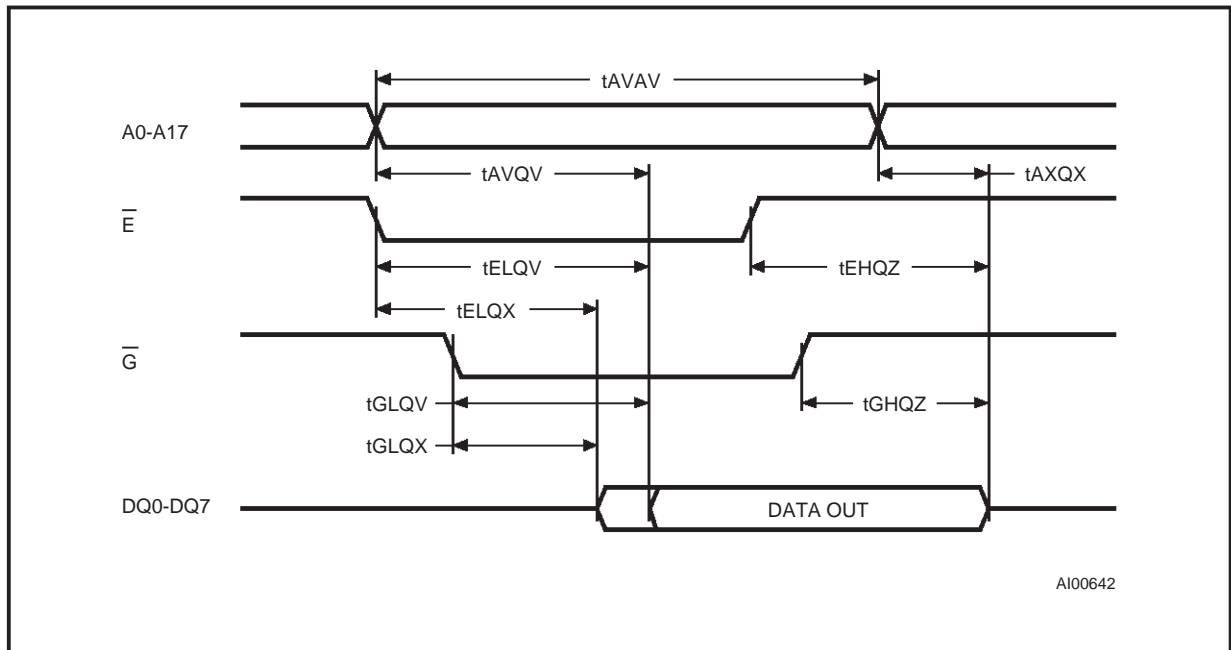 tAVAV
A0-A17
tAVQV
tAXQX
E̅
tELQV
tEHQZ
tELQX
G̅
tGLQV
tGHQZ
tGLQX
DQ0-DQ7
DATA OUT
AI00642